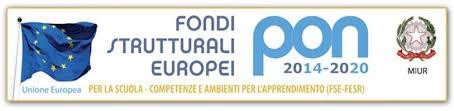 FONDI
STRUTTURALI
EUROPEI
pon
2014-2020
MIUR
Unione Europea
PER LA SCUOLA - COMPETENZE E AMBIENTI PER L'APPRENDIMENTO (FSE-FESR)